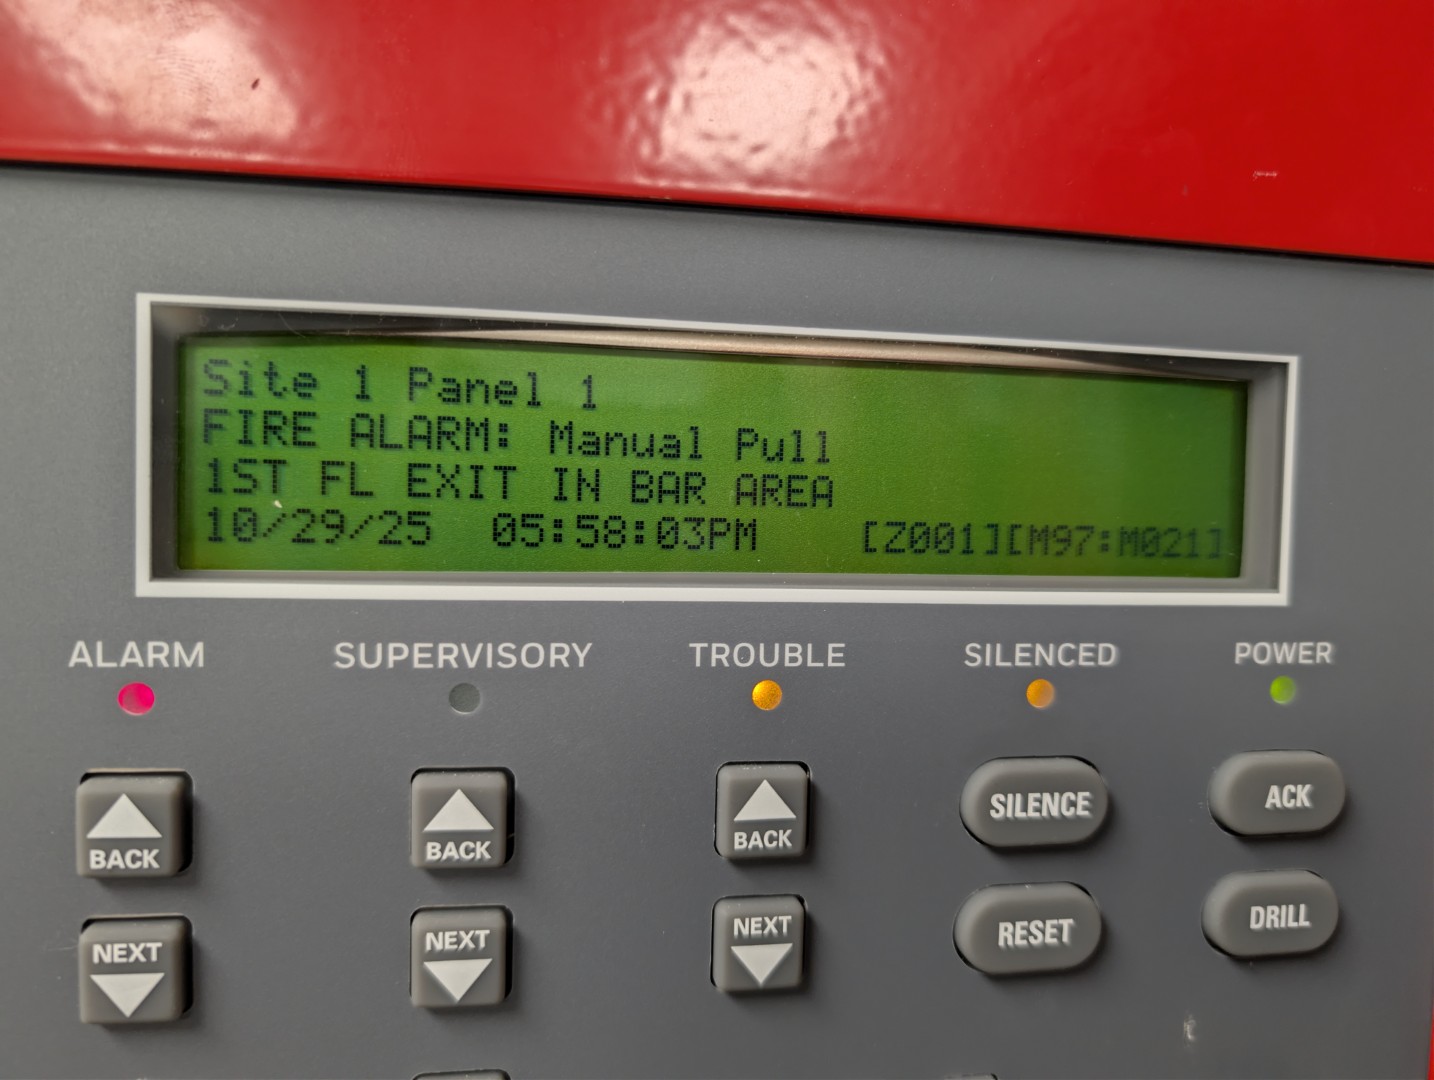 Site 1 Panel 1
FIRE ALARM: Manual Pull
1ST FL EXIT IN BAR AREA
10/29/25 05:58:03PM [Z001][M97:M021]
ALARM SUPERVISORY TROUBLE SILENCED POWER
BACK BACK BACK SILENCE ACK
NEXT NEXT NEXT RESET DRILL